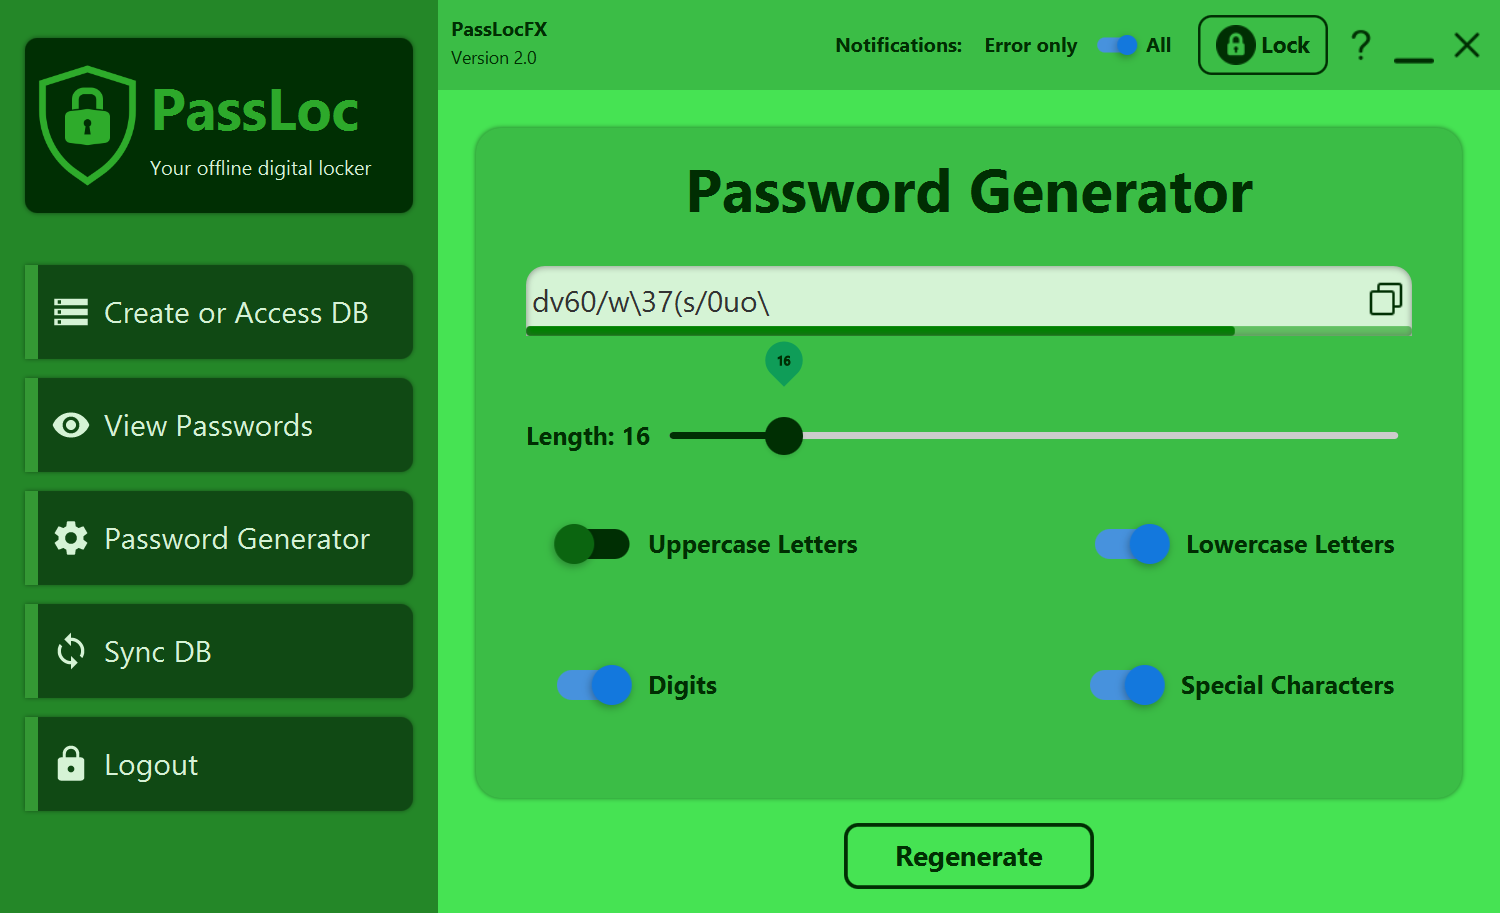 PassLoc
Your offline digital locker
Create or Access DB
View Passwords
Password Generator
Sync DB
Logout
PassLocFX
Version 2.0
Notifications: Error only All
Lock
?
Password Generator
dv60/w\37(s/0uo\
16
Length: 16
Uppercase Letters
Lowercase Letters
Digits
Special Characters
Regenerate